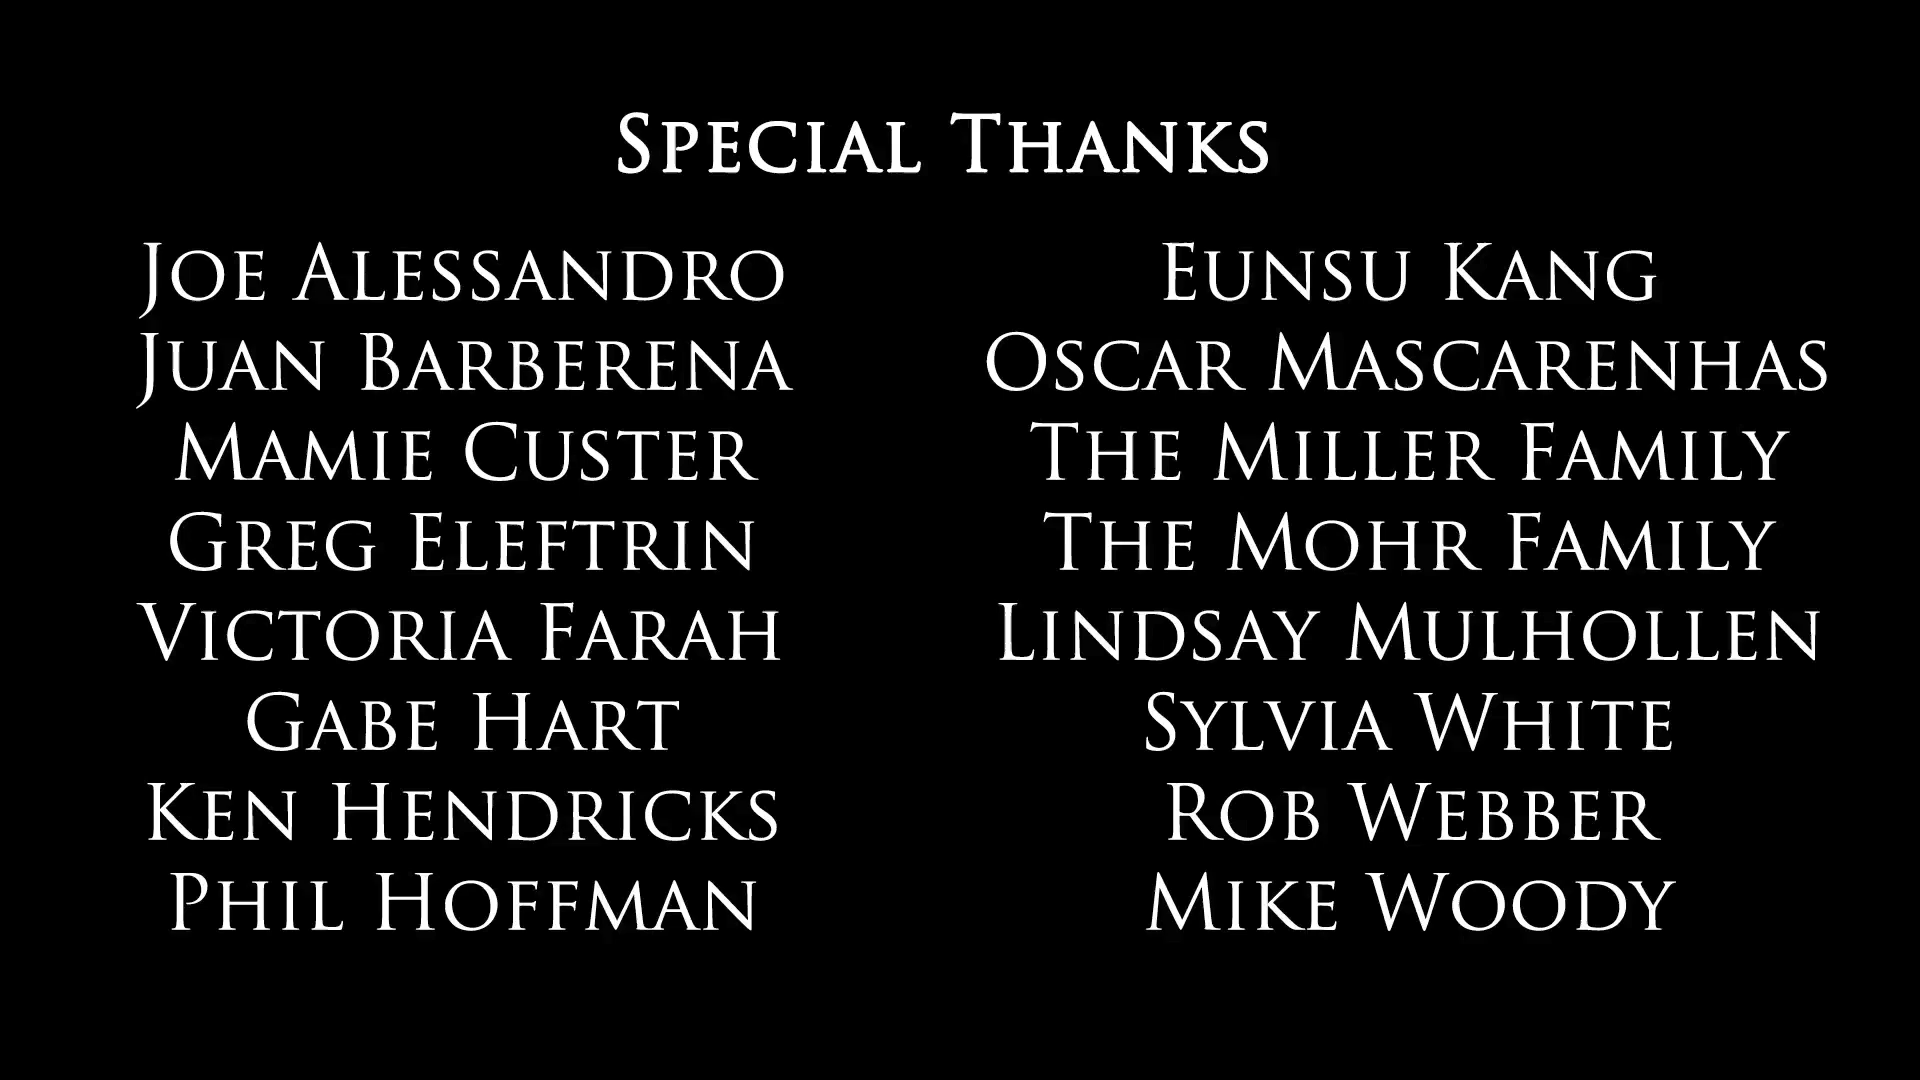 Special Thanks
Joe Alessandro
Juan Barberena
Mamie Custer
Greg Eleftrin
Victoria Farah
Gabe Hart
Ken Hendricks
Phil Hoffman
Eunsu Kang
Oscar Mascarenhas
The Miller Family
The Mohr Family
Lindsay Mulhollen
Sylvia White
Rob Webber
Mike Woody